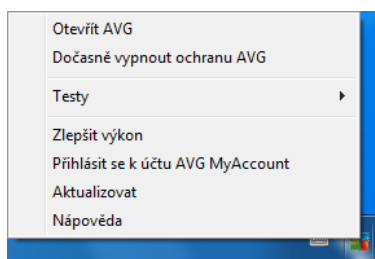 Otevřít AVG
Dočasně vypnout ochranu AVG
Testy
Zlepšit výkon
Přihlásit se k účtu AVG MyAccount
Aktualizovat
Nápověda